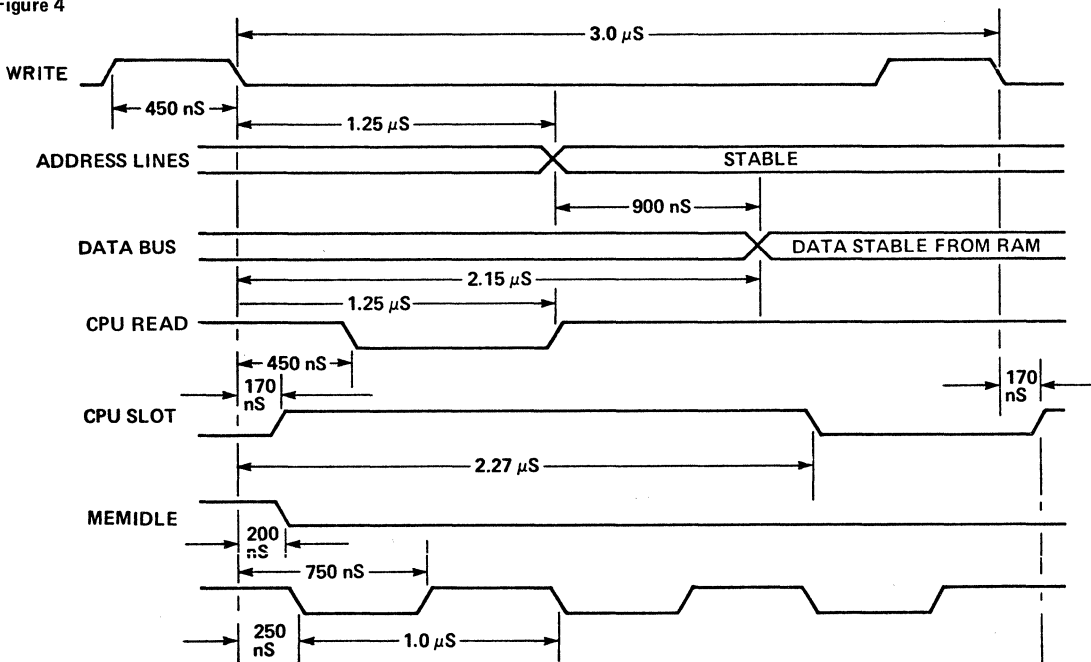 Figure 4
3.0 µS
WRITE
450 nS
1.25 µS
ADDRESS LINES
STABLE
900 nS
DATA BUS
DATA STABLE FROM RAM
2.15 µS
1.25 µS
CPU READ
450 nS
170 nS
170 nS
CPU SLOT
2.27 µS
MEMIDLE
200 nS
750 nS
250 nS
1.0 µS